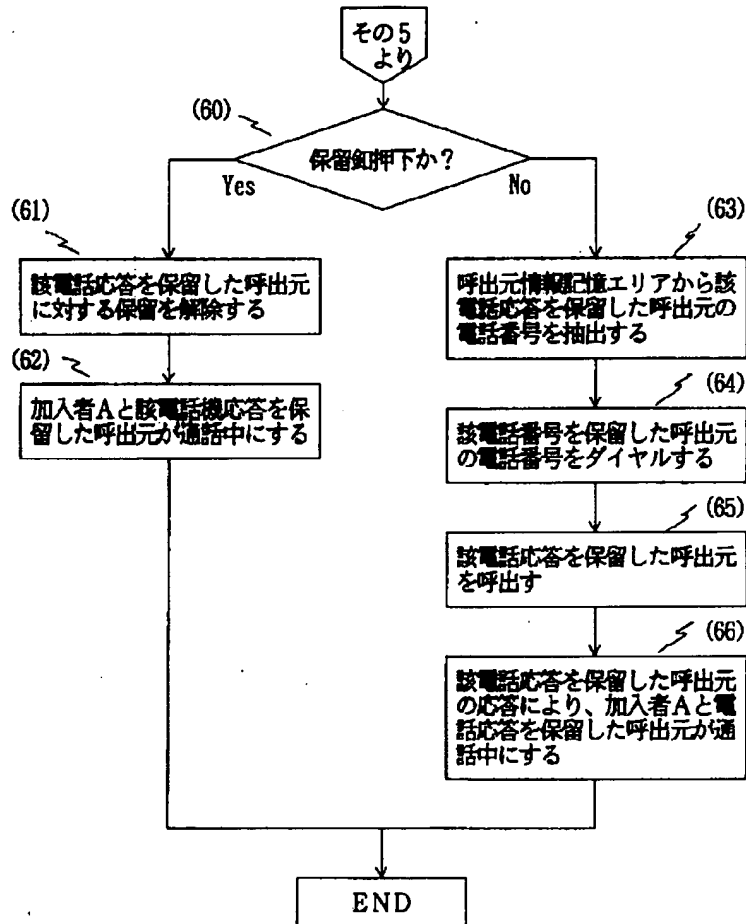 その5
より
(60)
保留釦押下か？
Yes
No
(61)
該電話応答を保留した呼出元
に対する保留を解除する
(62)
加入者Ａと該電話機応答を保
留した呼出元が通話中にする
(63)
呼出元情報記憶エリアから該
電話応答を保留した呼出元の
電話番号を抽出する
(64)
該電話番号を保留した呼出元
の電話番号をダイヤルする
(65)
該電話応答を保留した呼出元
を呼出す
(66)
該電話応答を保留した呼出元
の応答により、加入者Ａと電
話応答を保留した呼出元が通
話中にする
END